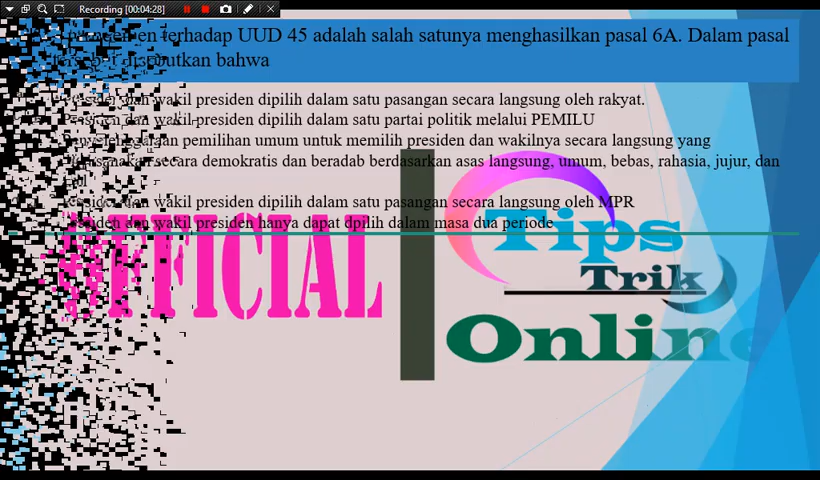 Recording [00:04:28]
terhadap UUD 45 adalah salah satunya menghasilkan pasal 6A. Dalam pasal
disebutkan bahwa
dan wakil presiden dipilih dalam satu pasangan secara langsung oleh rakyat.
Presiden dan wakil presiden dipilih dalam satu partai politik melalui PEMILU
Penyelenggaraan pemilihan umum untuk memilih presiden dan wakilnya secara langsung yang
secara demokratis dan beradab berdasarkan asas langsung, umum, bebas, rahasia, jujur, dan
dan wakil presiden dipilih dalam satu pasangan secara langsung oleh MPR
dan wakil presiden hanya dapat dpilih dalam masa dua periode
OFFICIAL
Tips
Trik
Online